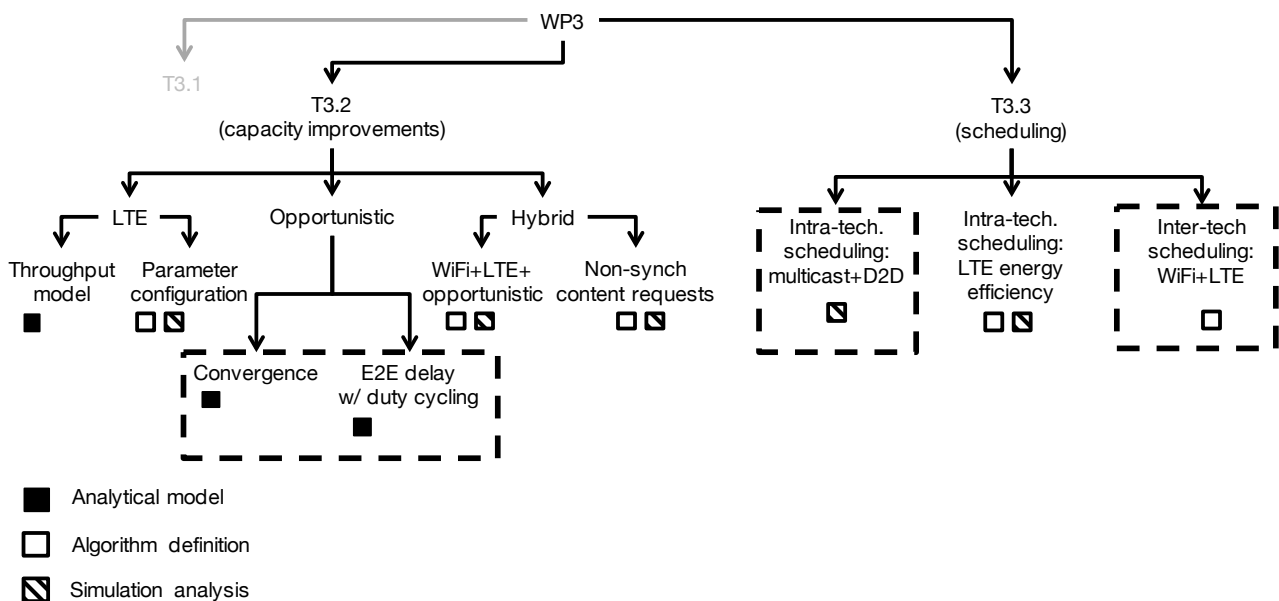 WP3
T3.1
T3.2
(capacity improvements)
T3.3
(scheduling)
LTE
Opportunistic
Hybrid
Throughput
model
Parameter
configuration
WiFi+LTE+
opportunistic
Non-synch
content requests
Intra-tech.
scheduling:
multicast+D2D
Intra-tech.
scheduling:
LTE energy
efficiency
Inter-tech
scheduling:
WiFi+LTE
Convergence
E2E delay
w/ duty cycling
Analytical model
Algorithm definition
Simulation analysis